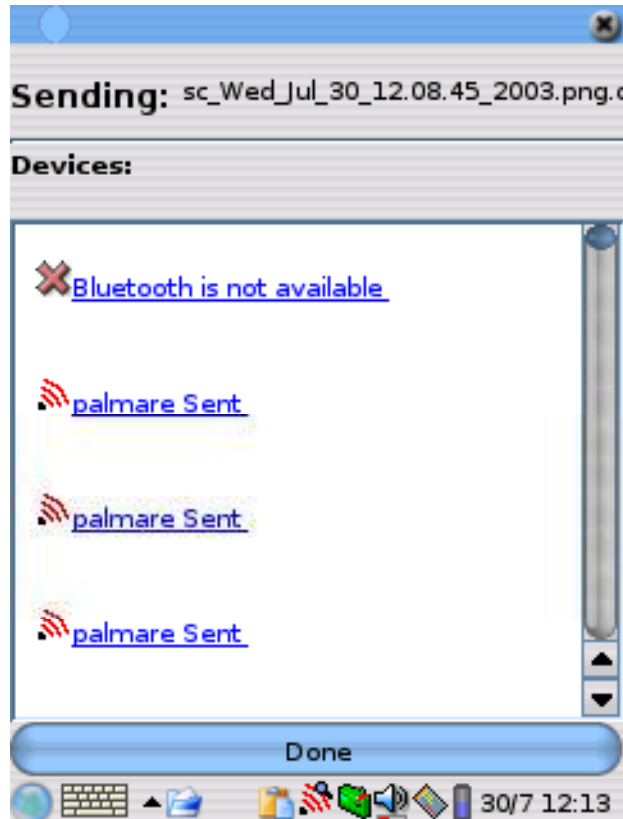 Sending: sc_Wed_Jul_30_12.08.45_2003.png.
Devices:
Bluetooth is not available
palmare Sent
palmare Sent
palmare Sent
Done
30/7 12:13